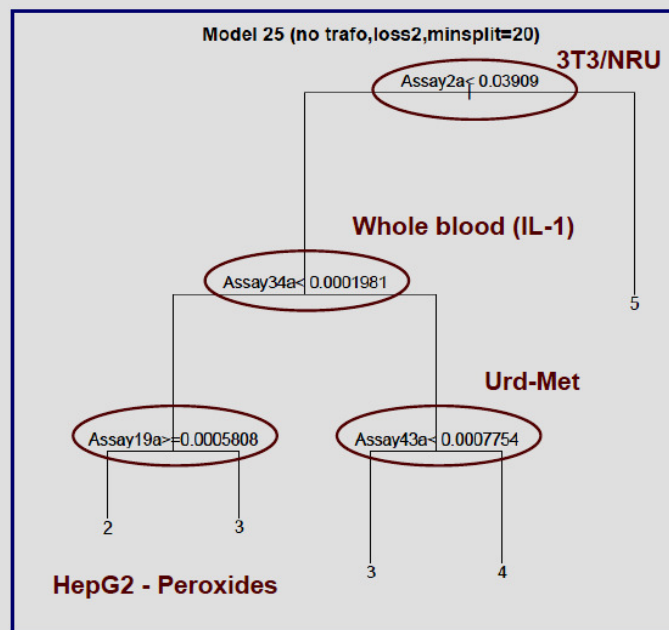 Model 25 (no trafo,loss2,minsplit=20)
3T3/NRU
Assay2a< 0.03909
Whole blood (IL-1)
Assay34a< 0.0001981
5
Urd-Met
Assay19a>=0.0005808
Assay43a< 0.0007754
2
3
3
4
HepG2 - Peroxides